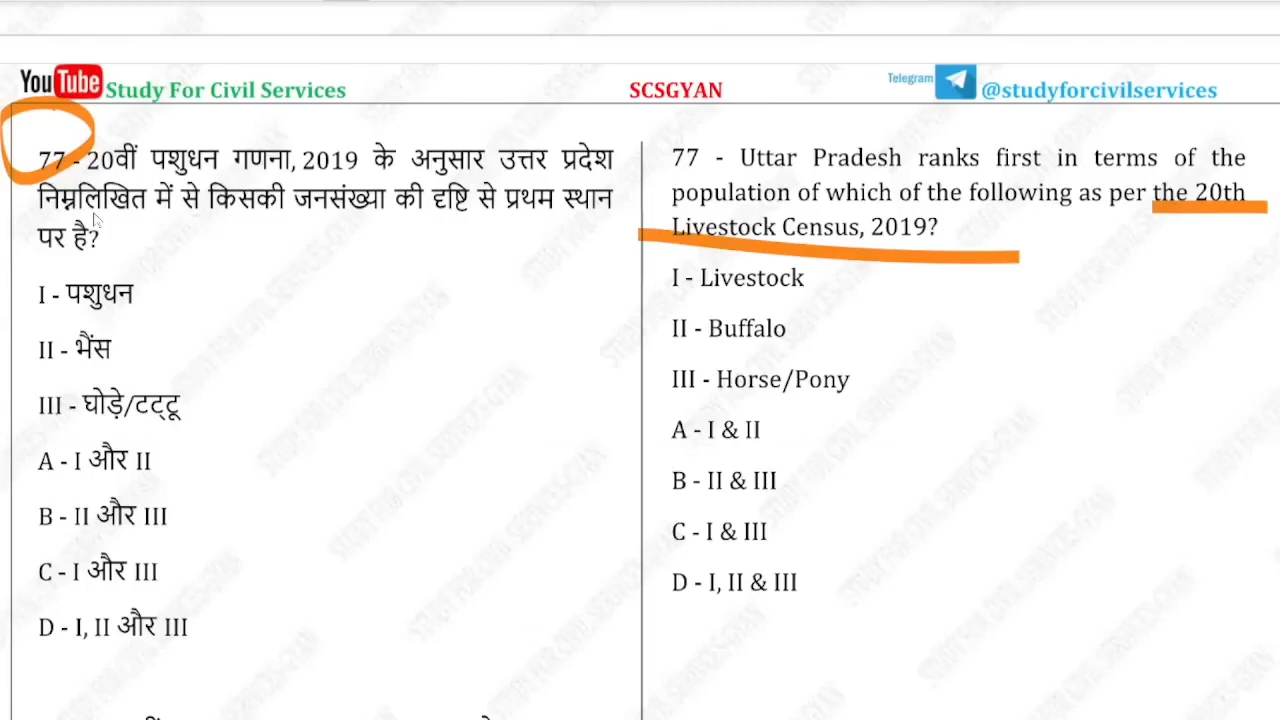 YouTube Study For Civil Services
SCSGYAN
Telegram @studyforcivilservices
77 - 20वीं पशुधन गणना, 2019 के अनुसार उत्तर प्रदेश
निम्नलिखित में से किसकी जनसंख्या की दृष्टि से प्रथम स्थान
पर है?
I - पशुधन
II - भैंस
III - घोड़े/टट्टू
A - I और II
B - II और III
C - I और III
D - I, II और III
77 - Uttar Pradesh ranks first in terms of the
population of which of the following as per the 20th
Livestock Census, 2019?
I - Livestock
II - Buffalo
III - Horse/Pony
A - I & II
B - II & III
C - I & III
D - I, II & III